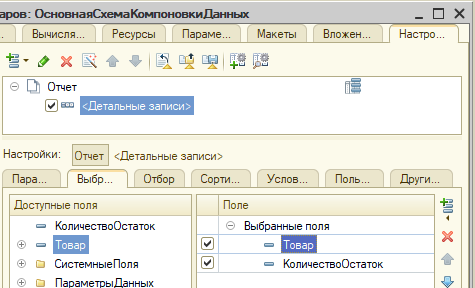 аров: ОсновнаяСхемаКомпоновкиДанных
... Вычисля... Ресурсы Параме... Макеты Вложен... Настро...
Отчет
<Детальные записи>
Настройки: Отчет <Детальные записи>
Пара... Выбр... Отбор Сорти... Услов... Поль... Други...
Доступные поля Поле
КоличествоОстаток Выбранные поля
Товар Товар
СистемныеПоля КоличествоОстаток
ПараметрыДанных